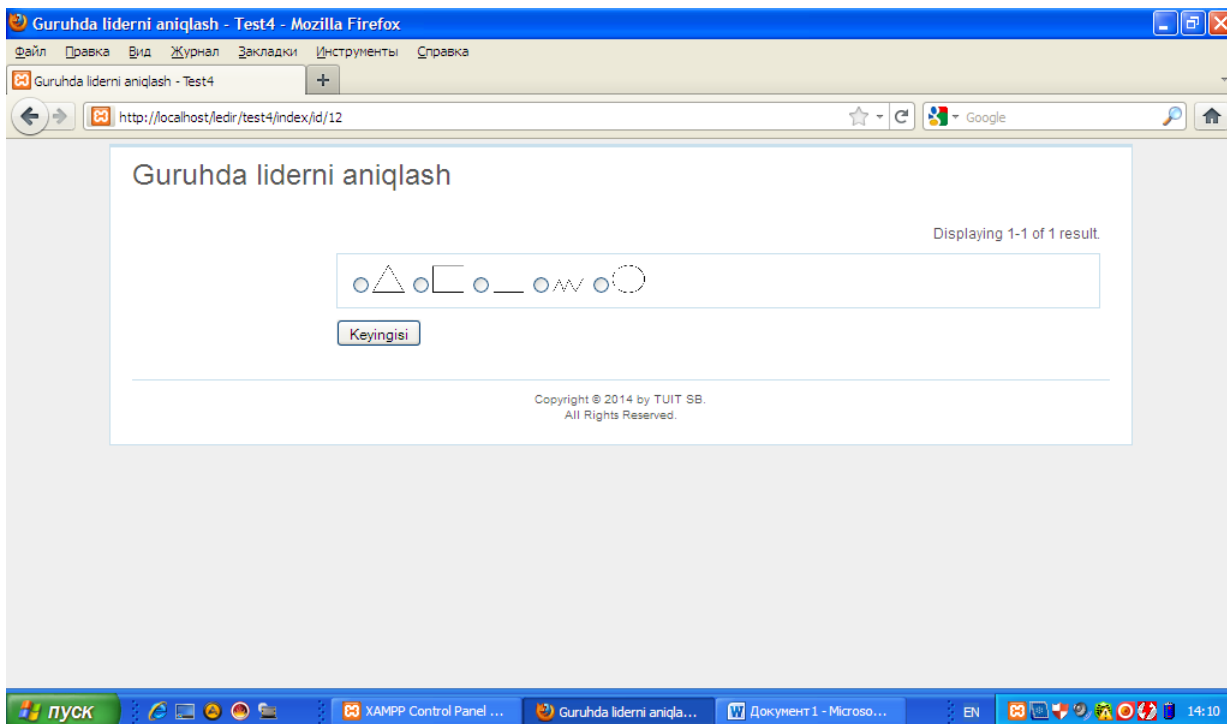 Guruhda liderni aniqlash - Test4 - Mozilla Firefox
Файл Правка Вид Журнал Закладки Инструменты Справка
Guruhda liderni aniqlash - Test4
http://localhost/ledir/test4/index/id/12
Google
Guruhda liderni aniqlash
Displaying 1-1 of 1 result.
Keyingisi
Copyright © 2014 by TUIT SB.
All Rights Reserved.
пуск
XAMPP Control Panel ...
Guruhda liderni aniqla...
Документ1 - Microso...
EN
14:10